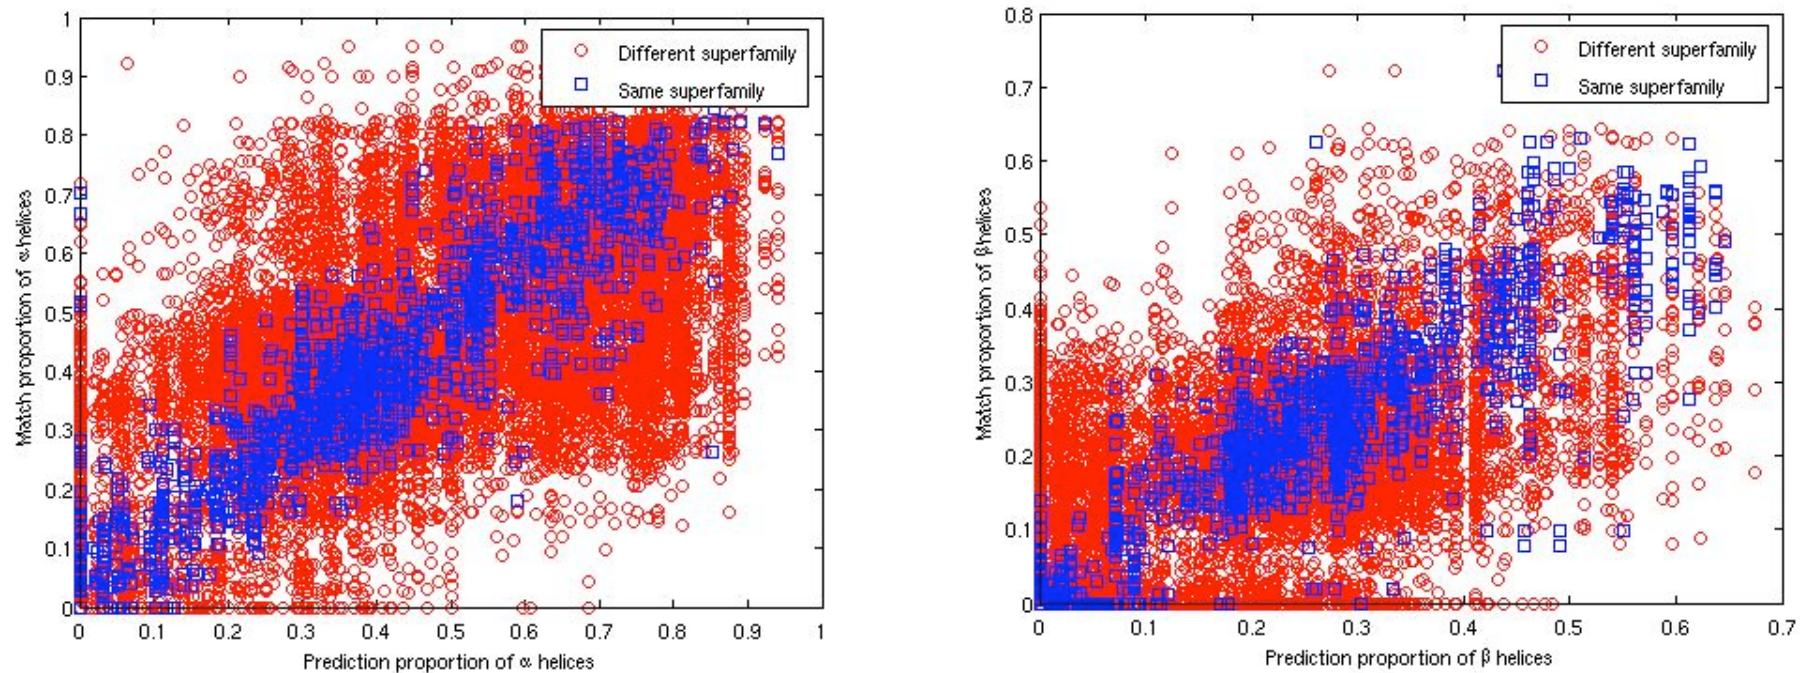 Different superfamily
Same superfamily
Match proportion of α helices
1
0.9
0.8
0.7
0.6
0.5
0.4
0.3
0.2
0.1
0
0 0.1 0.2 0.3 0.4 0.5 0.6 0.7 0.8 0.9 1
Prediction proportion of α helices
Different superfamily
Same superfamily
Match proportion of β helices
0.8
0.7
0.6
0.5
0.4
0.3
0.2
0.1
0
0 0.1 0.2 0.3 0.4 0.5 0.6 0.7
Prediction proportion of β helices